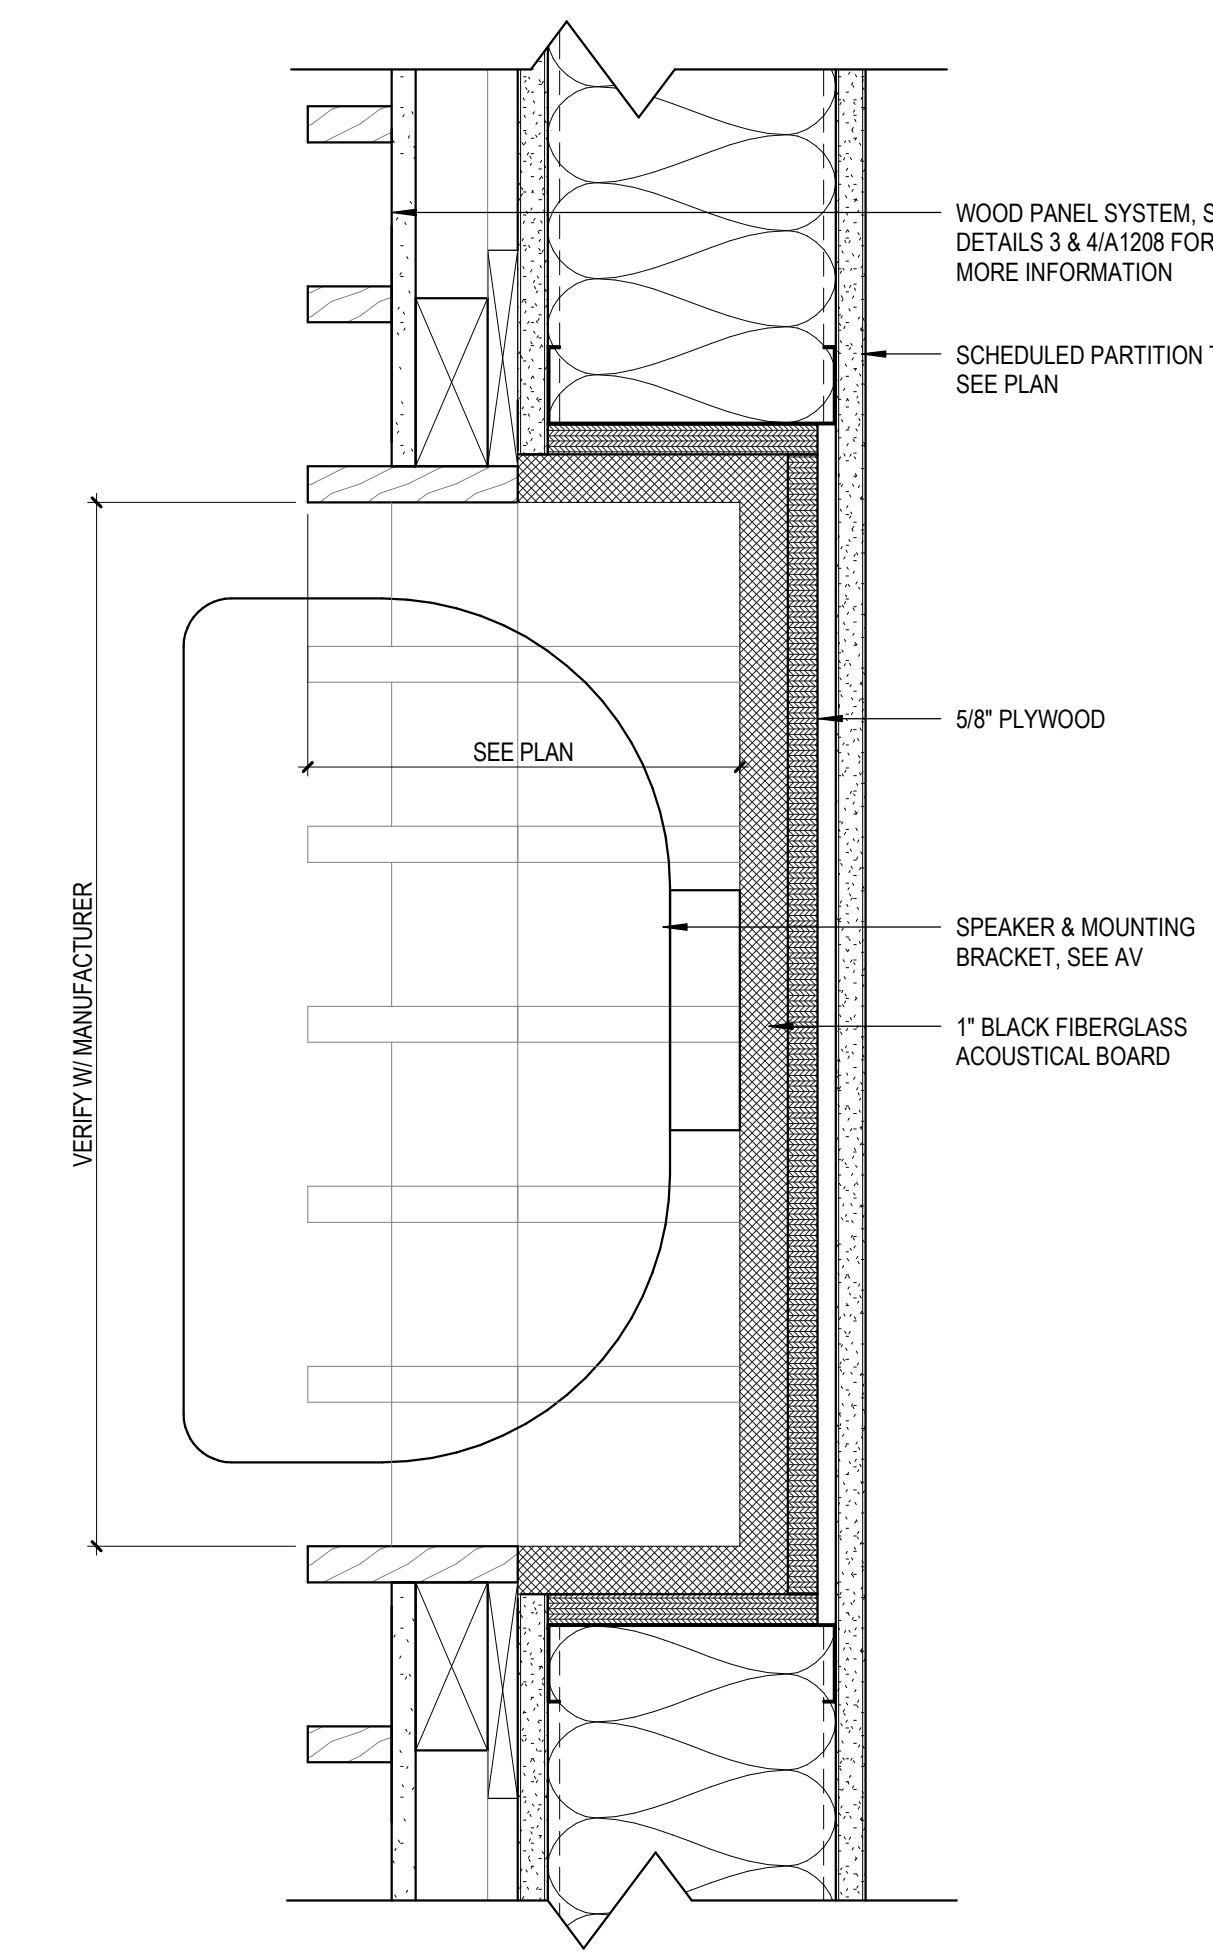 WOOD PANEL SYSTEM,
DETAILS 3 & 4/A1208 FOR
MORE INFORMATION
SCHEDULED PARTITION
SEE PLAN
5/8" PLYWOOD
SEE PLAN
VERIFY W/ MANUFACTURER
SPEAKER & MOUNTING
BRACKET, SEE AV
1" BLACK FIBERGLASS
ACOUSTICAL BOARD